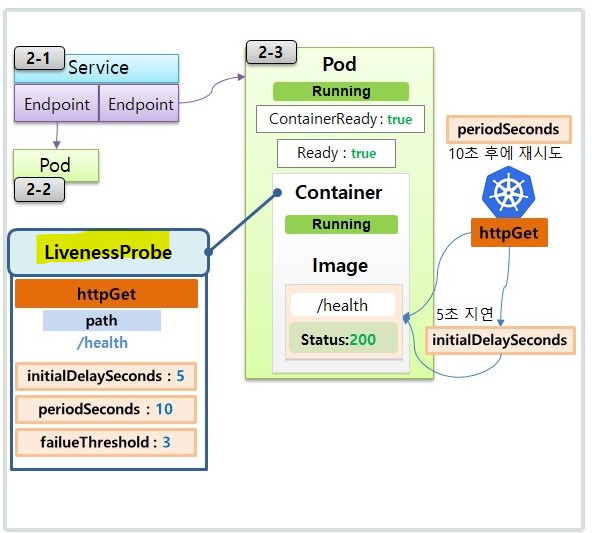 2-1
Service
Endpoint
Endpoint
Pod
2-2
2-3
Pod
Running
ContainerReady : true
Ready : true
Container
Running
Image
/health
Status:200
LivenessProbe
httpGet
path
/health
initialDelaySeconds : 5
periodSeconds : 10
failueThreshold : 3
periodSeconds
10초 후에 재시도
httpGet
5초 지연
initialDelaySeconds